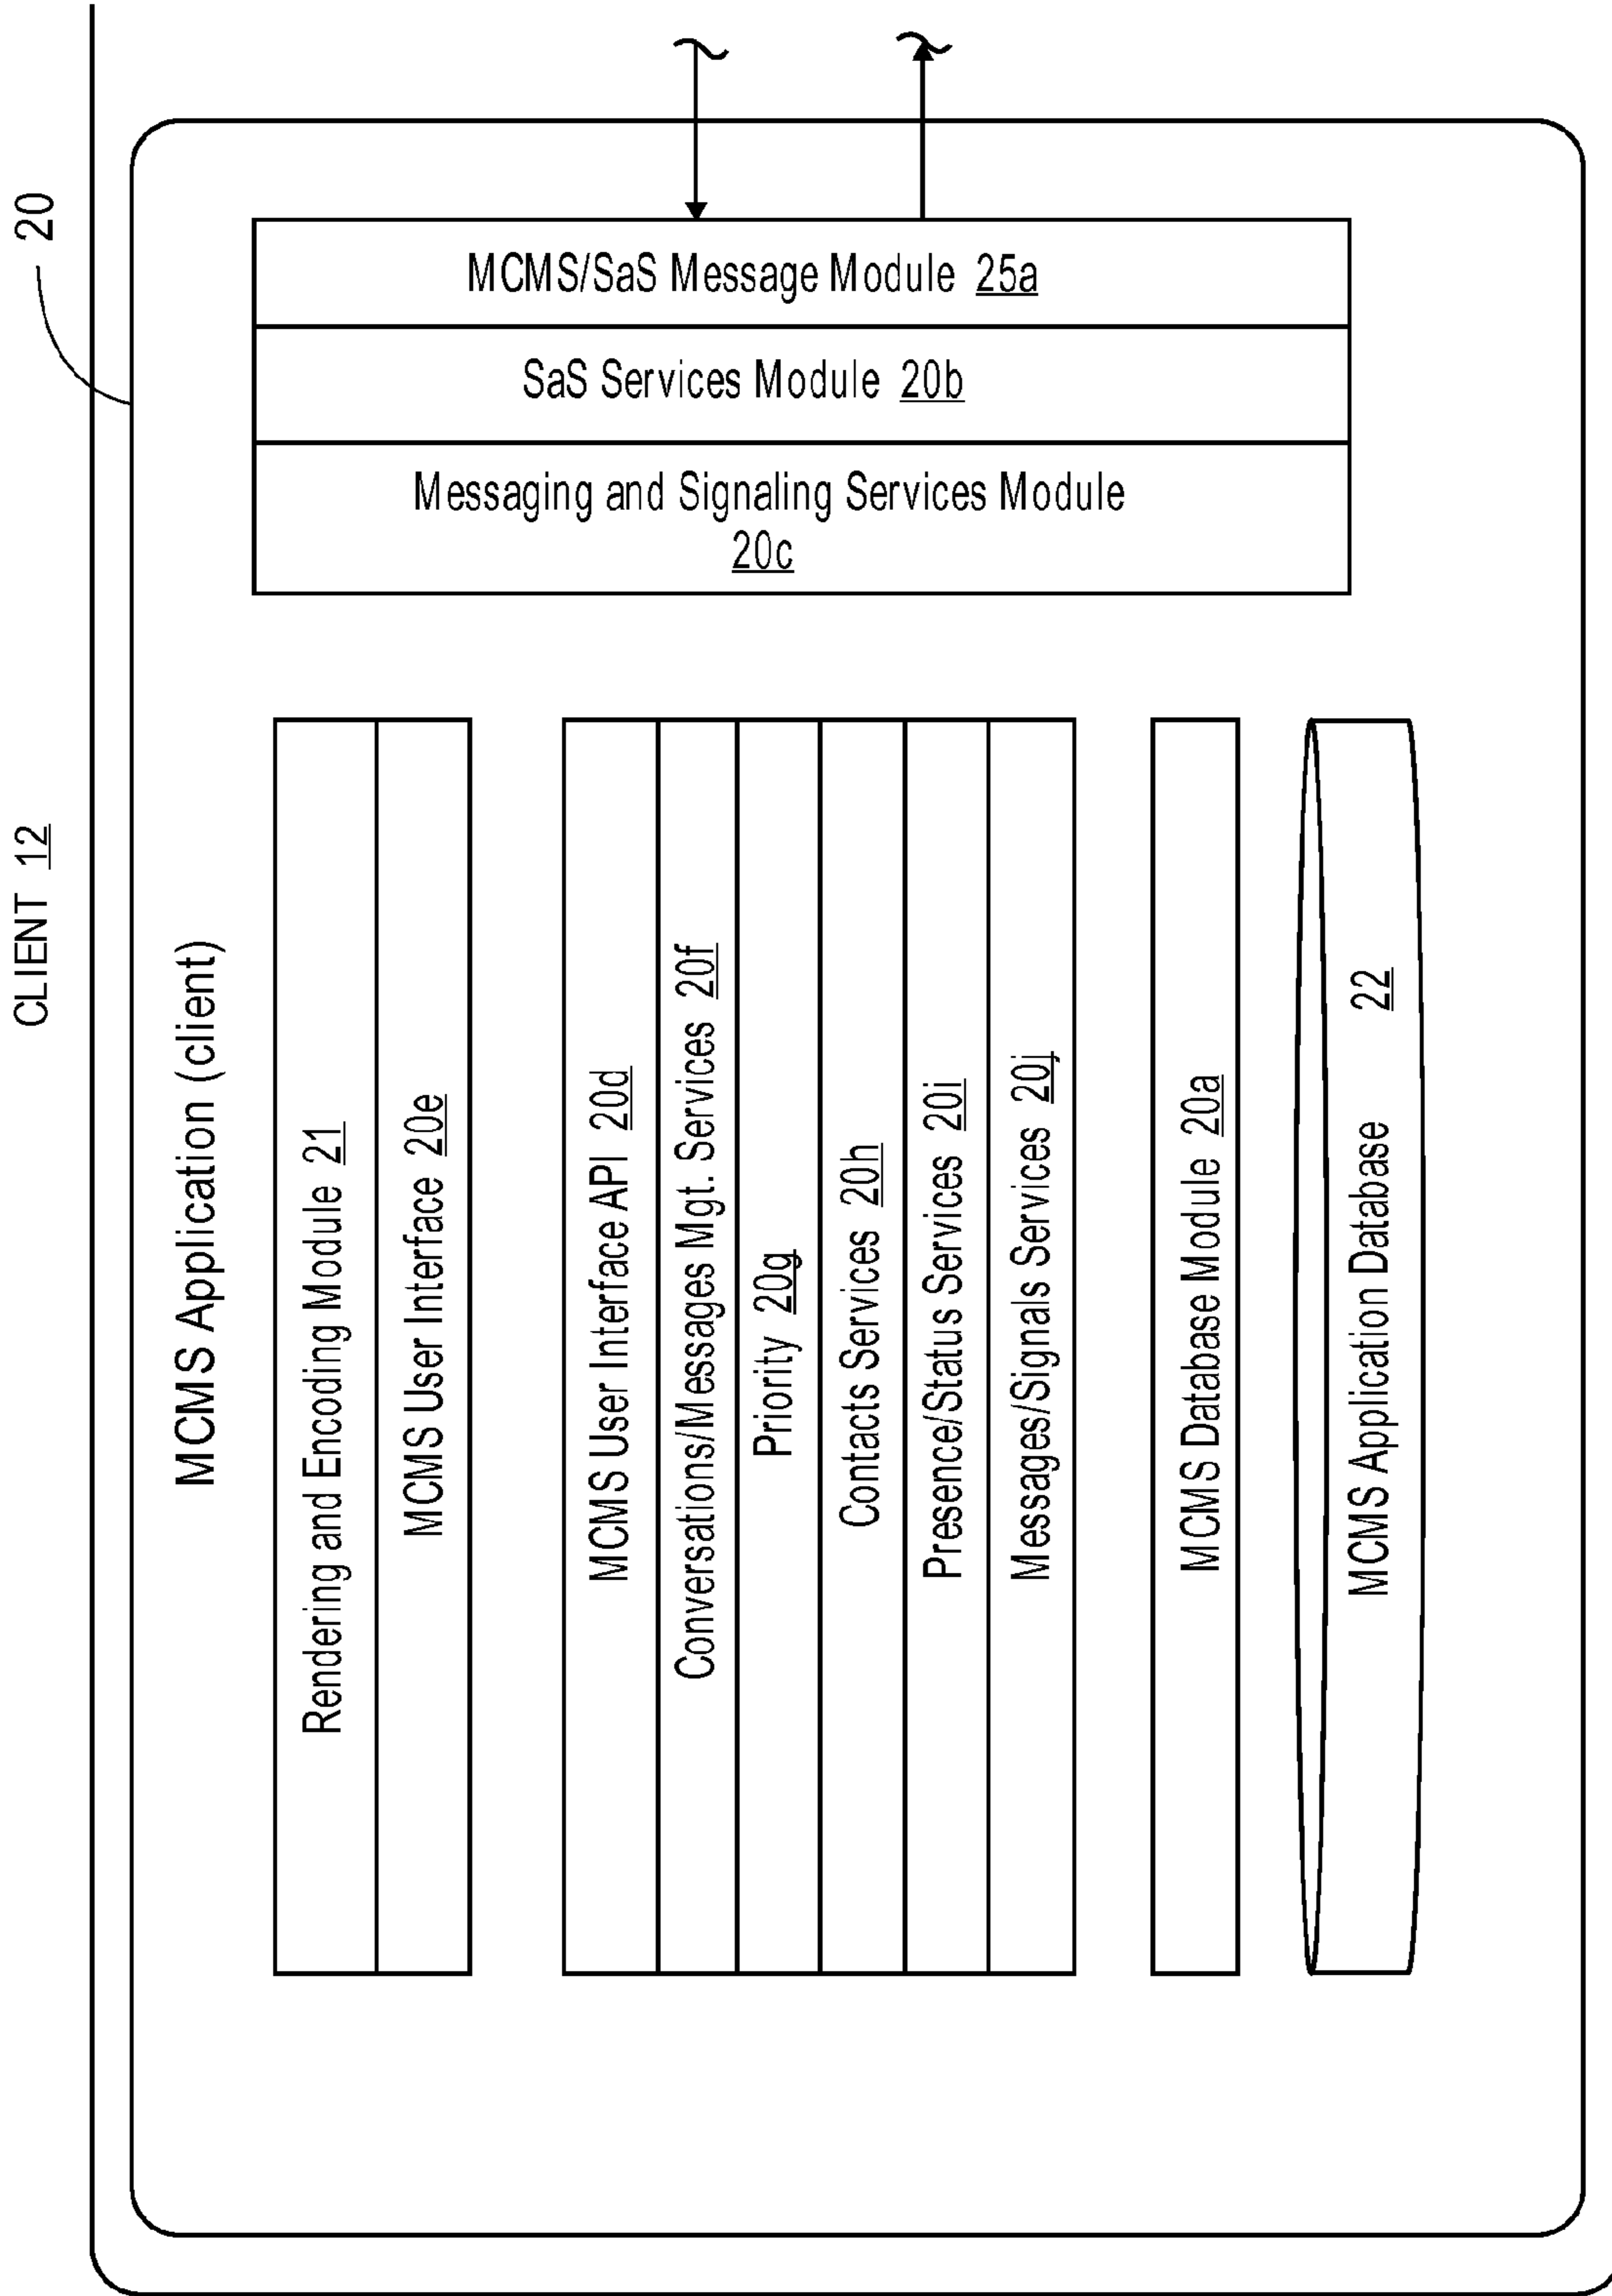 CLIENT 12
20
MCMS Application (client)
Rendering and Encoding Module 21
MCMS User Interface 20e
MCMS User Interface API 20d
Conversations/Messages Mgt. Services 20f
Priority 20g
Contacts Services 20h
Presence/Status Services 20i
Messages/Signals Services 20j
MCMS Database Module 20a
MCMS Application Database 22
MCMS/SaS Message Module 25a
SaS Services Module 20b
Messaging and Signaling Services Module
20c